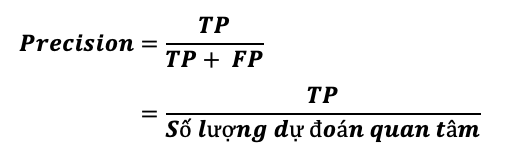 Precision = TP / (TP + FP)
= TP / Số lượng dự đoán quan tâm